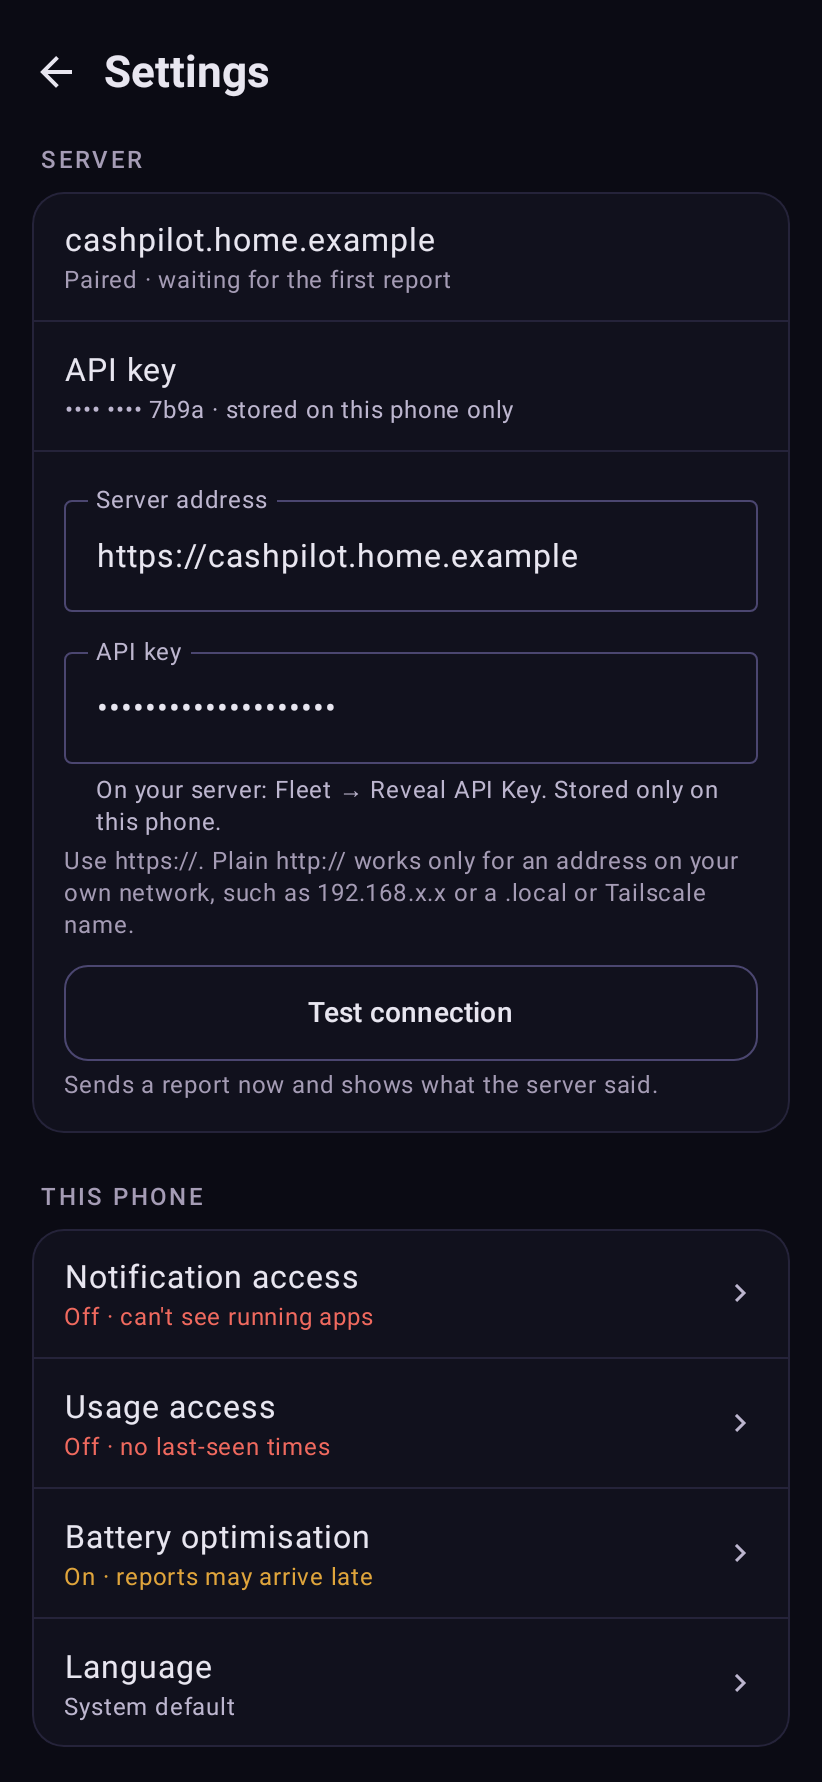 Settings
SERVER
cashpilot.home.example
Paired · waiting for the first report
API key
•••• •••• 7b9a · stored on this phone only
Server address
https://cashpilot.home.example
API key
••••••••••••••••••••
On your server: Fleet → Reveal API Key. Stored only on
this phone.
Use https://. Plain http:// works only for an address on your
own network, such as 192.168.x.x or a .local or Tailscale
name.
Test connection
Sends a report now and shows what the server said.
THIS PHONE
Notification access
Off · can't see running apps
Usage access
Off · no last-seen times
Battery optimisation
On · reports may arrive late
Language
System default